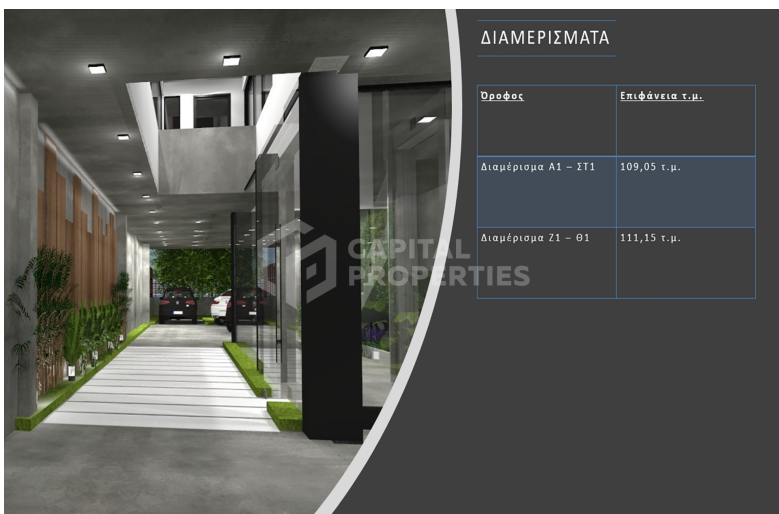 ΔΙΑΜΕΡΙΣΜΑΤΑ
Όροφος
Επιφάνεια τ.μ.
Διαμέρισμα Α1 – ΣΤ1
109,05 τ.μ.
Διαμέρισμα Ζ1 – Θ1
111,15 τ.μ.
CAPITAL
PROPERTIES